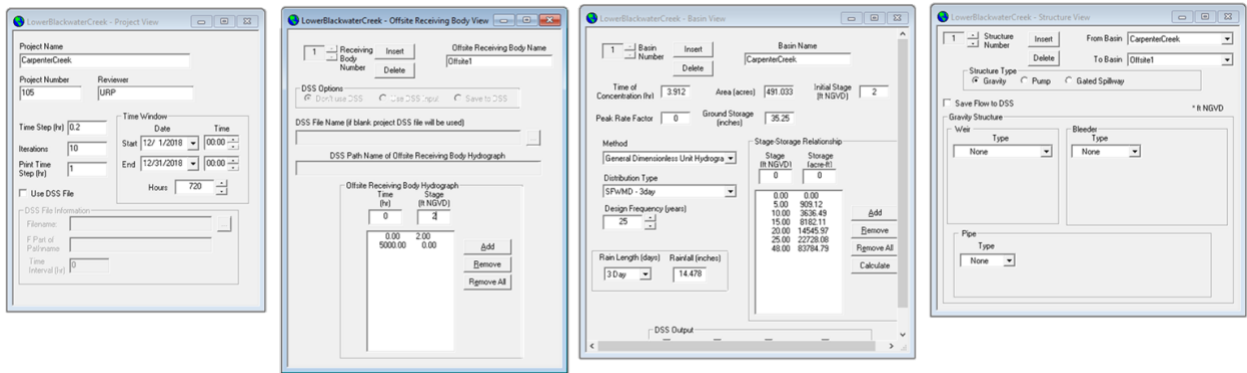 LowerBlackwaterCreek - Project View
Project Name
CarpenterCreek
Project Number Reviewer
105 URP
Time Step (hr) 0.2
Iterations 10
Print Time Step (hr) 1
Use DSS File
Time Window
Date Time
Start 12/ 1/2018 00:00
End 12/31/2018 00:00
Hours 720
DSS File Information
Filename:
...
F Part of Pathname
Time Interval (hr) 0
LowerBlackwaterCreek - Offsite Receiving Body View
1 Receiving Body Number
Insert
Delete
Offsite Receiving Body Name
Offsite1
DSS Options
Don't use DSS Use DSS Input Save to DSS
DSS File Name (if blank project DSS file will be used)
...
DSS Path Name of Offsite Receiving Body Hydrograph
Offsite Receiving Body Hydrograph
Time (hr) Stage (ft NGVD)
0 2
0.00 2.00
5000.00 0.00
Add
Remove
Remove All
LowerBlackwaterCreek - Basin View
1 Basin Number
Insert
Delete
Basin Name
CarpenterCreek
Time of Concentration (hr) 3.912 Area (acres) 491.033 Initial Stage (ft NGVD) 2
Peak Rate Factor 0 Ground Storage (inches) 35.25
Method
General Dimensionless Unit Hydrogra
Distribution Type
SFWMD - 3day
Design Frequency (years)
25
Rain Length (days) Rainfall (inches)
3 Day 14.478
Stage-Storage Relationship
Stage (ft NGVD) Storage (acre-ft)
0 0
0.00 0.00
5.00 909.12
10.00 3636.49
15.00 8182.11
20.00 14545.97
25.00 22728.08
48.00 83784.79
Add
Remove
Remove All
Calculate
DSS Output
LowerBlackwaterCreek - Structure View
1 Structure Number
Insert
Delete
From Basin CarpenterCreek
To Basin Offsite1
Structure Type
Gravity Pump Gated Spillway
Save Flow to DSS
* ft NGVD
Gravity Structure
Weir
Type
None
Bleeder
Type
None
Pipe
Type
None